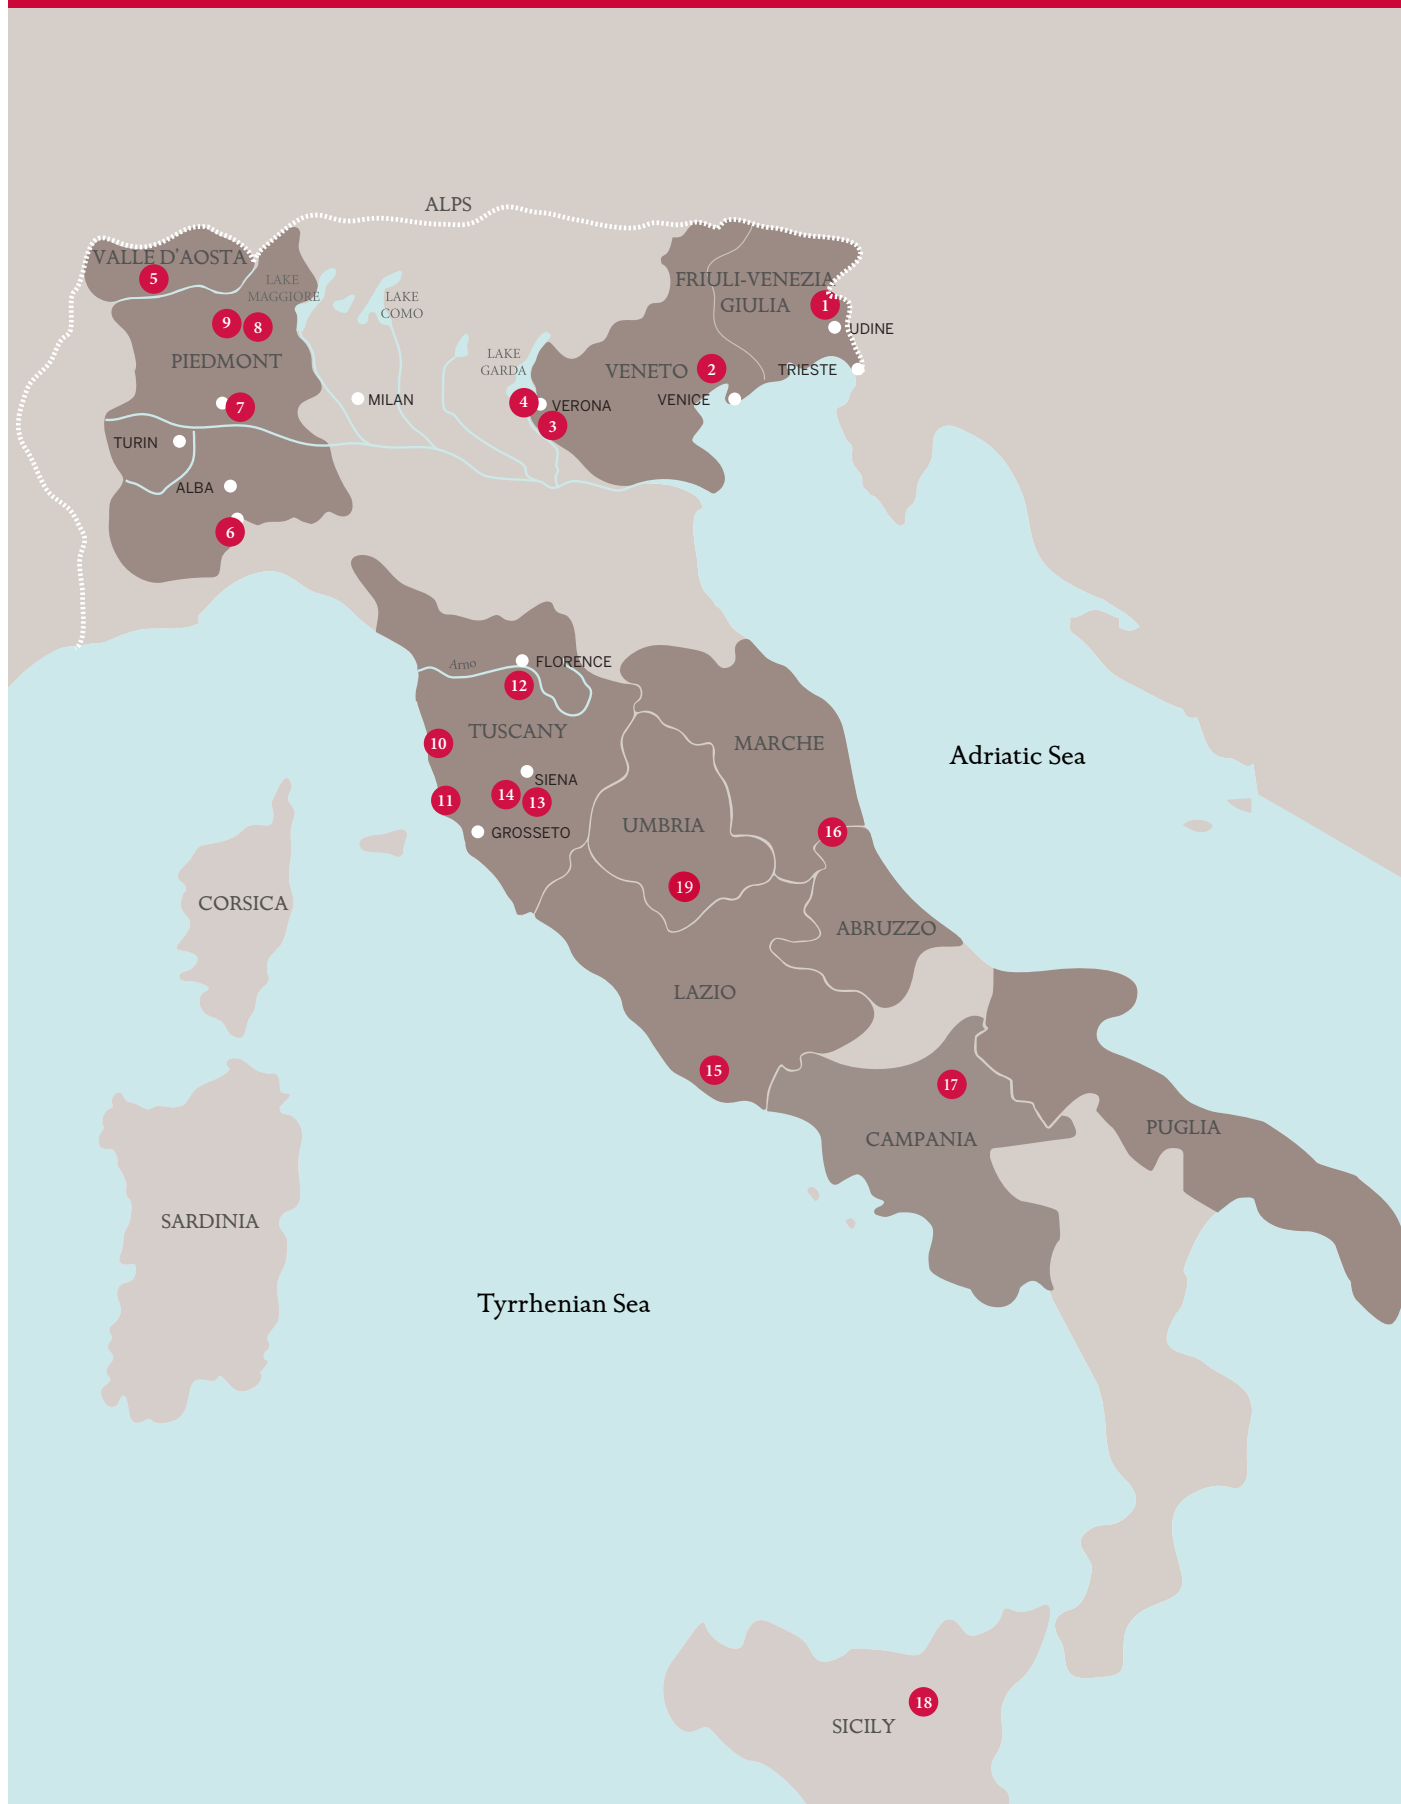 ALPS
VALLE D'AOSTA
5
LAKE
MAGGIORE
LAKE
COMO
FRIULI-VENEZIA
GIULIA
1
UDINE
9
8
PIEDMONT
LAKE
GARDA
VENETO
2
TRIESTE
7
MILAN
4
VERONA
VENICE
3
TURIN
ALBA
6
Arno
FLORENCE
12
TUSCANY
10
MARCHE
Adriatic Sea
SIENA
14
13
11
GROSSETO
UMBRIA
16
19
CORSICA
ABRUZZO
LAZIO
15
17
CAMPANIA
PUGLIA
SARDINIA
Tyrrhenian Sea
18
SICILY